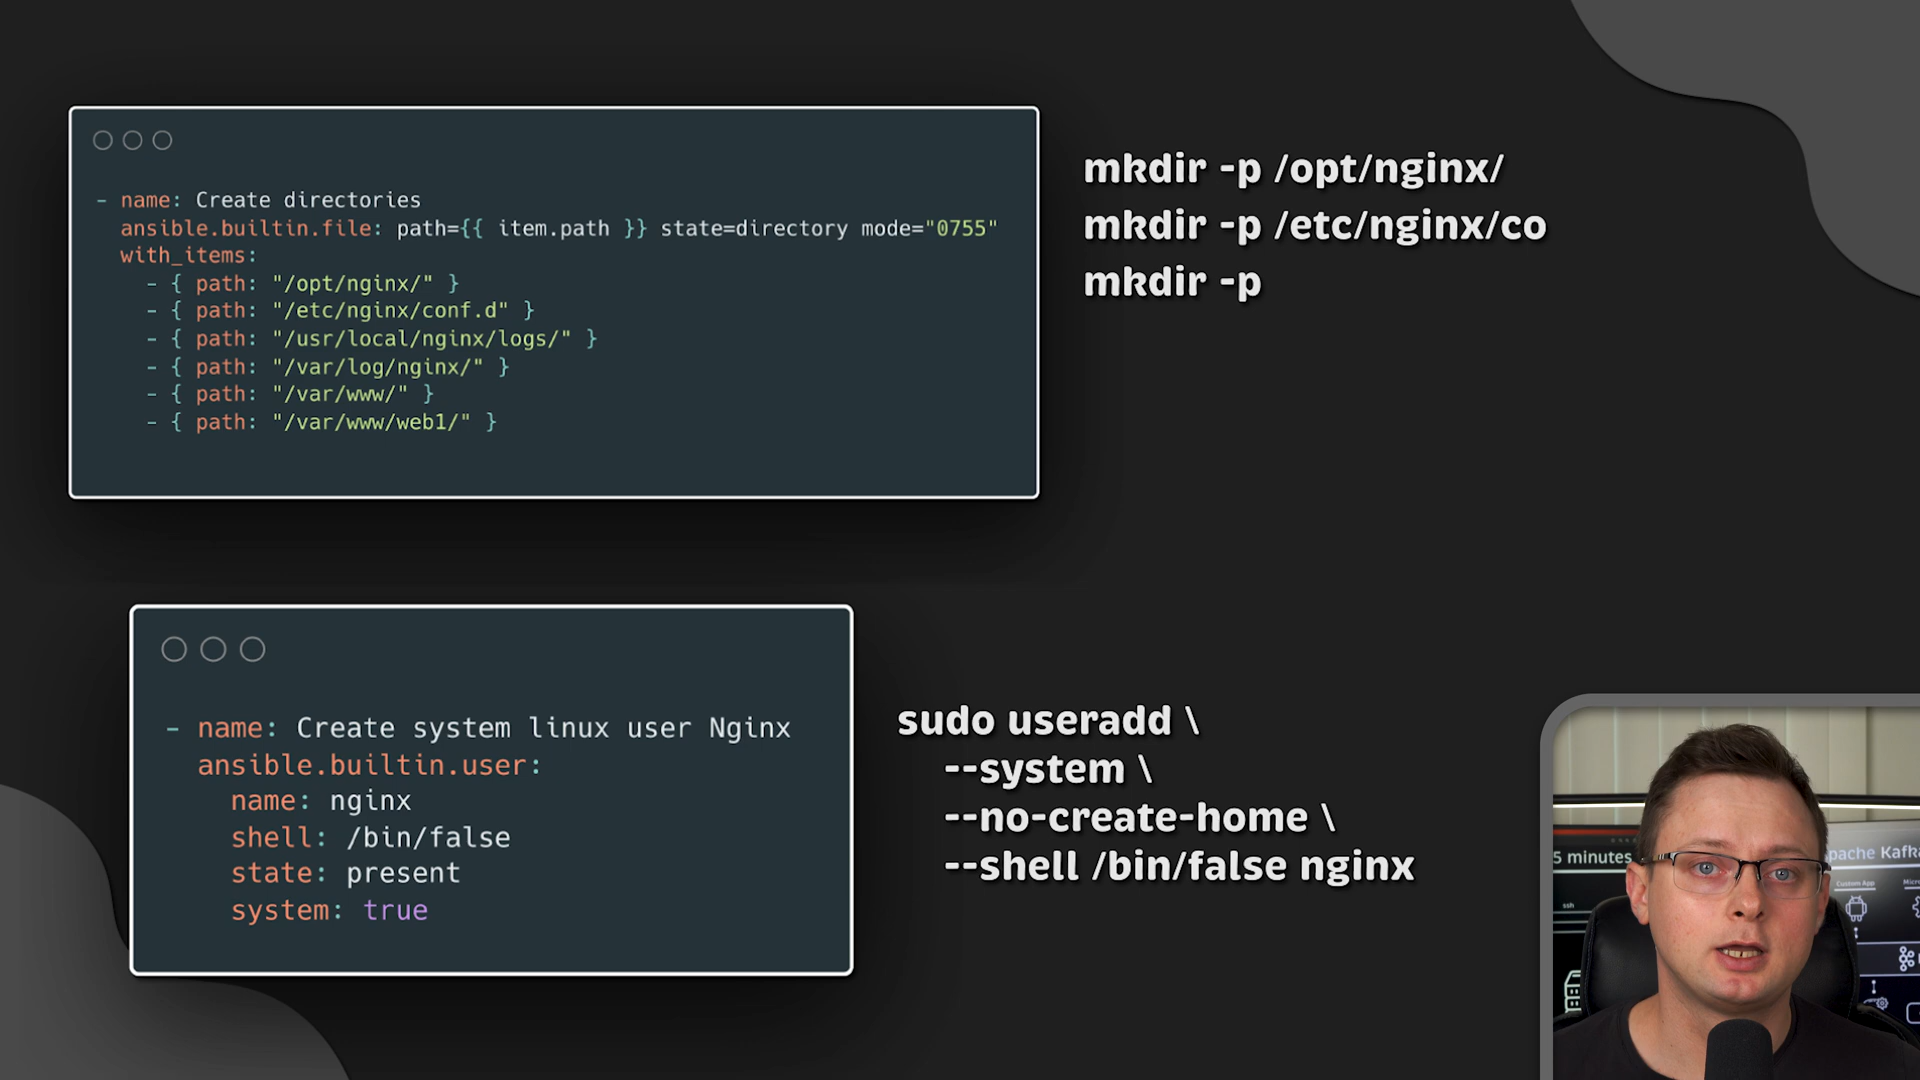 - name: Create directories
ansible.builtin.file: path={{ item.path }} state=directory mode="0755"
with_items:
- { path: "/opt/nginx/" }
- { path: "/etc/nginx/conf.d" }
- { path: "/usr/local/nginx/logs/" }
- { path: "/var/log/nginx/" }
- { path: "/var/www/" }
- { path: "/var/www/web1/" }
mkdir -p /opt/nginx/
mkdir -p /etc/nginx/co
mkdir -p
- name: Create system linux user Nginx
ansible.builtin.user:
name: nginx
shell: /bin/false
state: present
system: true
sudo useradd \
--system \
--no-create-home \
--shell /bin/false nginx
5 minutes
pache Kafk
Custom App
ssh